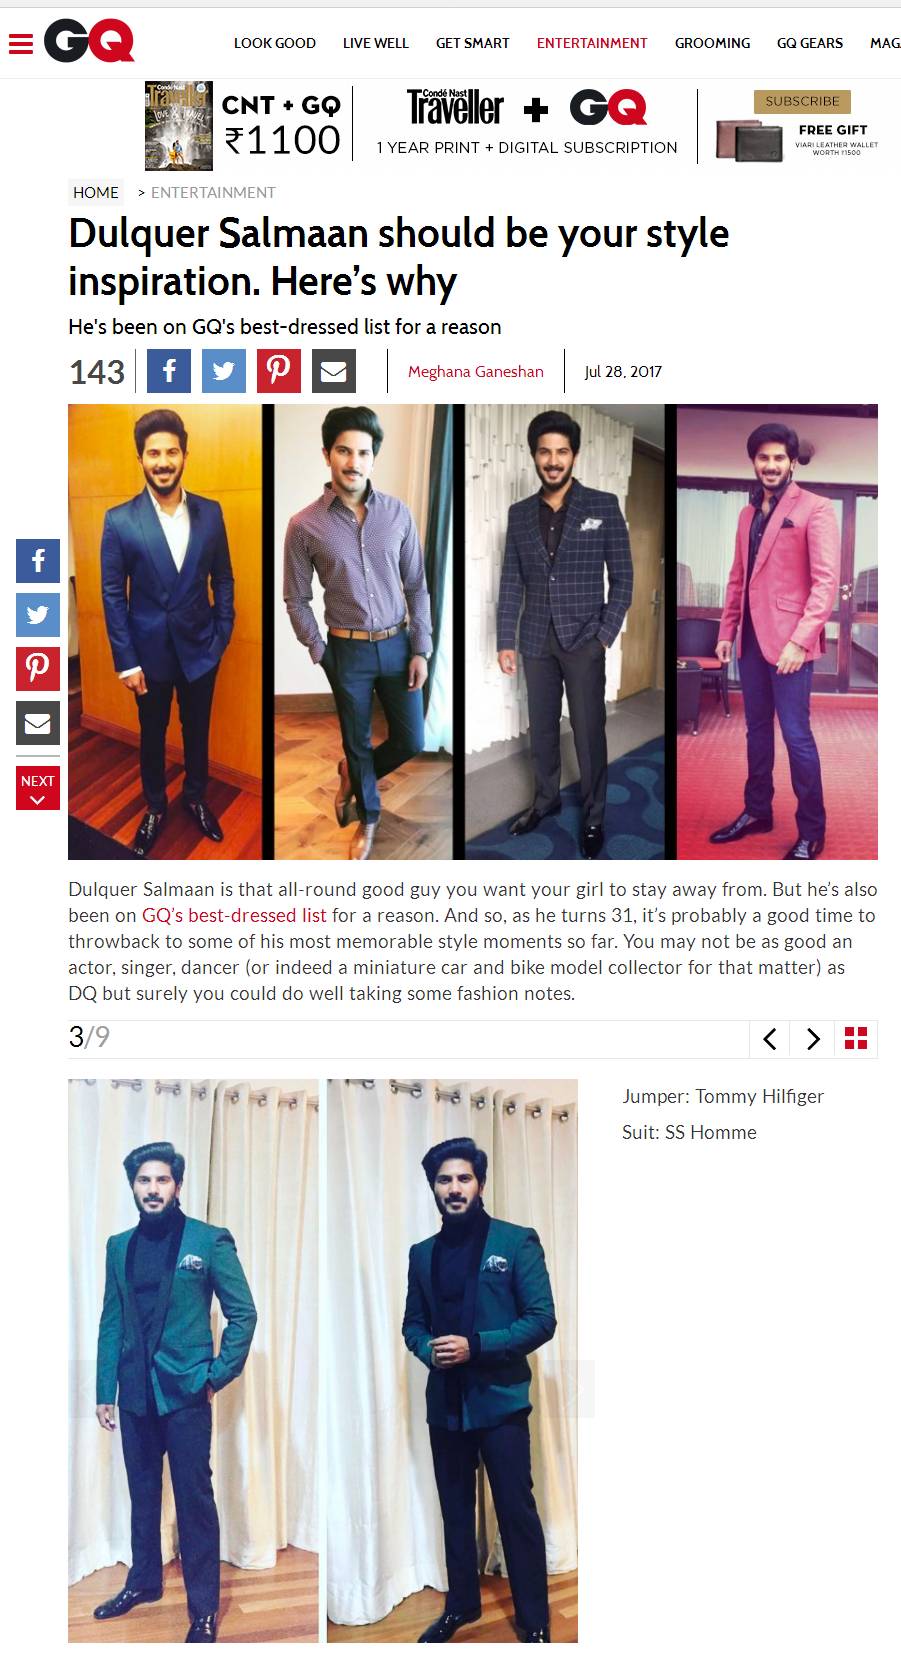 GQ
LOOK GOOD LIVE WELL GET SMART ENTERTAINMENT GROOMING GQ GEARS MAG
Condé Nast
Traveller
LOVE & TRAVEL
CNT + GQ
₹1100
Condé Nast
Traveller + GQ
1 YEAR PRINT + DIGITAL SUBSCRIPTION
SUBSCRIBE
FREE GIFT
VIARI LEATHER WALLET
WORTH ₹1500
HOME > ENTERTAINMENT
Dulquer Salmaan should be your style
inspiration. Here's why
He's been on GQ's best-dressed list for a reason
143 Meghana Ganeshan Jul 28, 2017
NEXT
Dulquer Salmaan is that all-round good guy you want your girl to stay away from. But he's also
been on GQ's best-dressed list for a reason. And so, as he turns 31, it's probably a good time to
throwback to some of his most memorable style moments so far. You may not be as good an
actor, singer, dancer (or indeed a miniature car and bike model collector for that matter) as
DQ but surely you could do well taking some fashion notes.
3/9
Jumper: Tommy Hilfiger
Suit: SS Homme